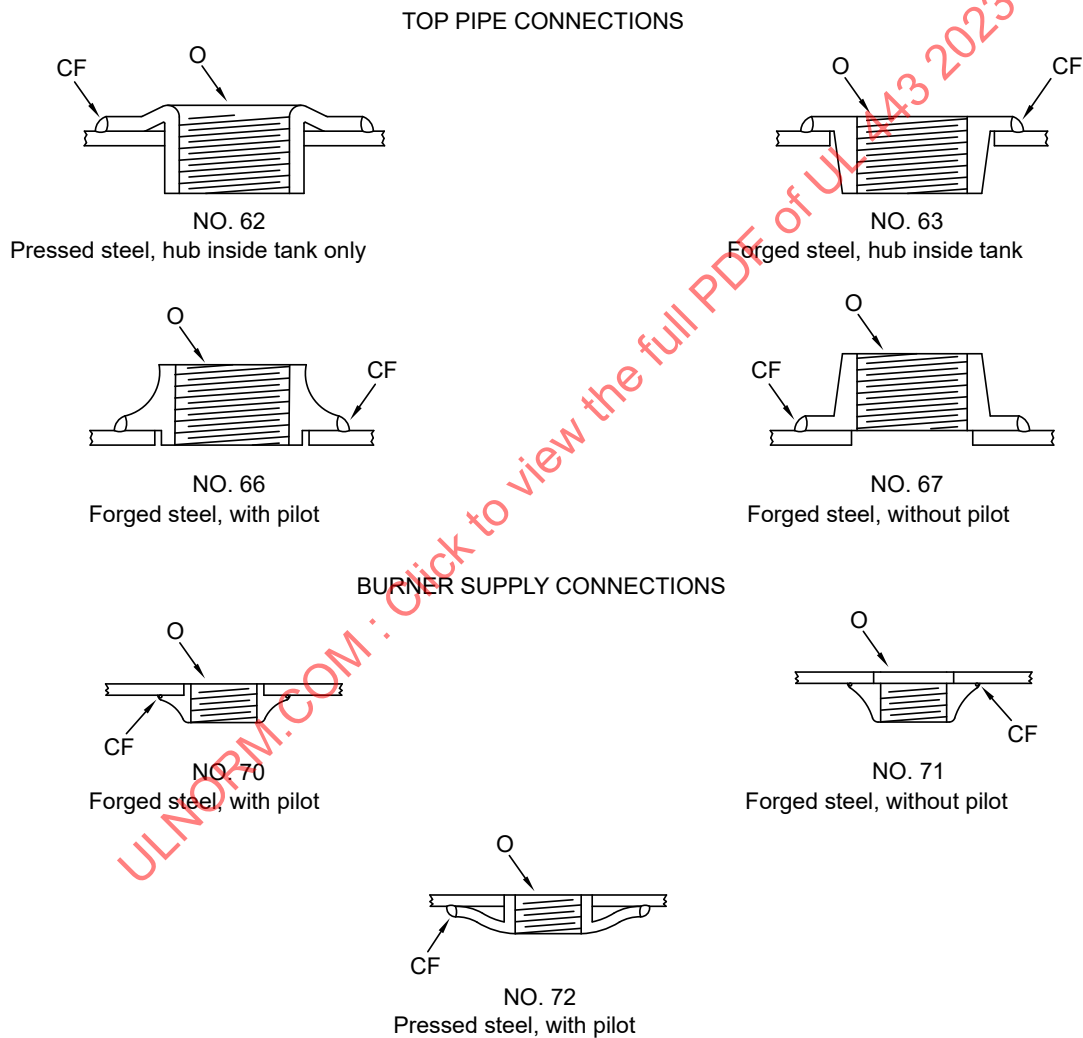 TOP PIPE CONNECTIONS
O
CF
O
CF
NO. 62
Pressed steel, hub inside tank only
NO. 63
Forged steel, hub inside tank
O
CF
O
CF
NO. 66
Forged steel, with pilot
NO. 67
Forged steel, without pilot
BURNER SUPPLY CONNECTIONS
O
CF
O
CF
NO. 70
Forged steel, with pilot
NO. 71
Forged steel, without pilot
O
CF
NO. 72
Pressed steel, with pilot
ULNORM.COM : Click to view the full PDF of UL 443 2023